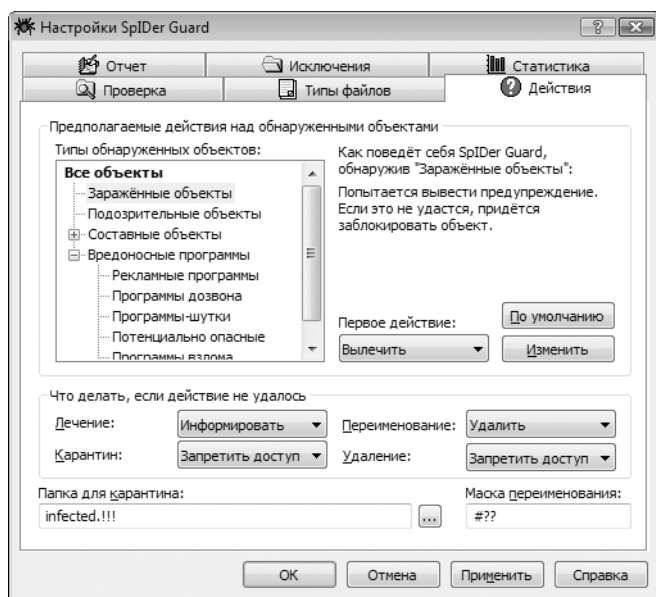 Настройки SpIDer Guard
Отчет
Исключения
Статистика
Проверка
Типы файлов
Действия
Предполагаемые действия над обнаруженными объектами
Типы обнаруженных объектов:
Все объекты
Заражённые объекты
Подозрительные объекты
Составные объекты
Вредоносные программы
Рекламные программы
Программы дозвона
Программы-шутки
Потенциально опасные
Программы взлома
Как поведёт себя SpIDer Guard,
обнаружив "Заражённые объекты":
Попытается вывести предупреждение.
Если это не удастся, придётся
заблокировать объект.
Первое действие:
По умолчанию
Вылечить
Изменить
Что делать, если действие не удалось
Лечение:
Информировать
Переименование:
Удалить
Карантин:
Запретить доступ
Удаление:
Запретить доступ
Папка для карантина:
Маска переименования:
infected.!!!
...
#??
OK
Отмена
Применить
Справка